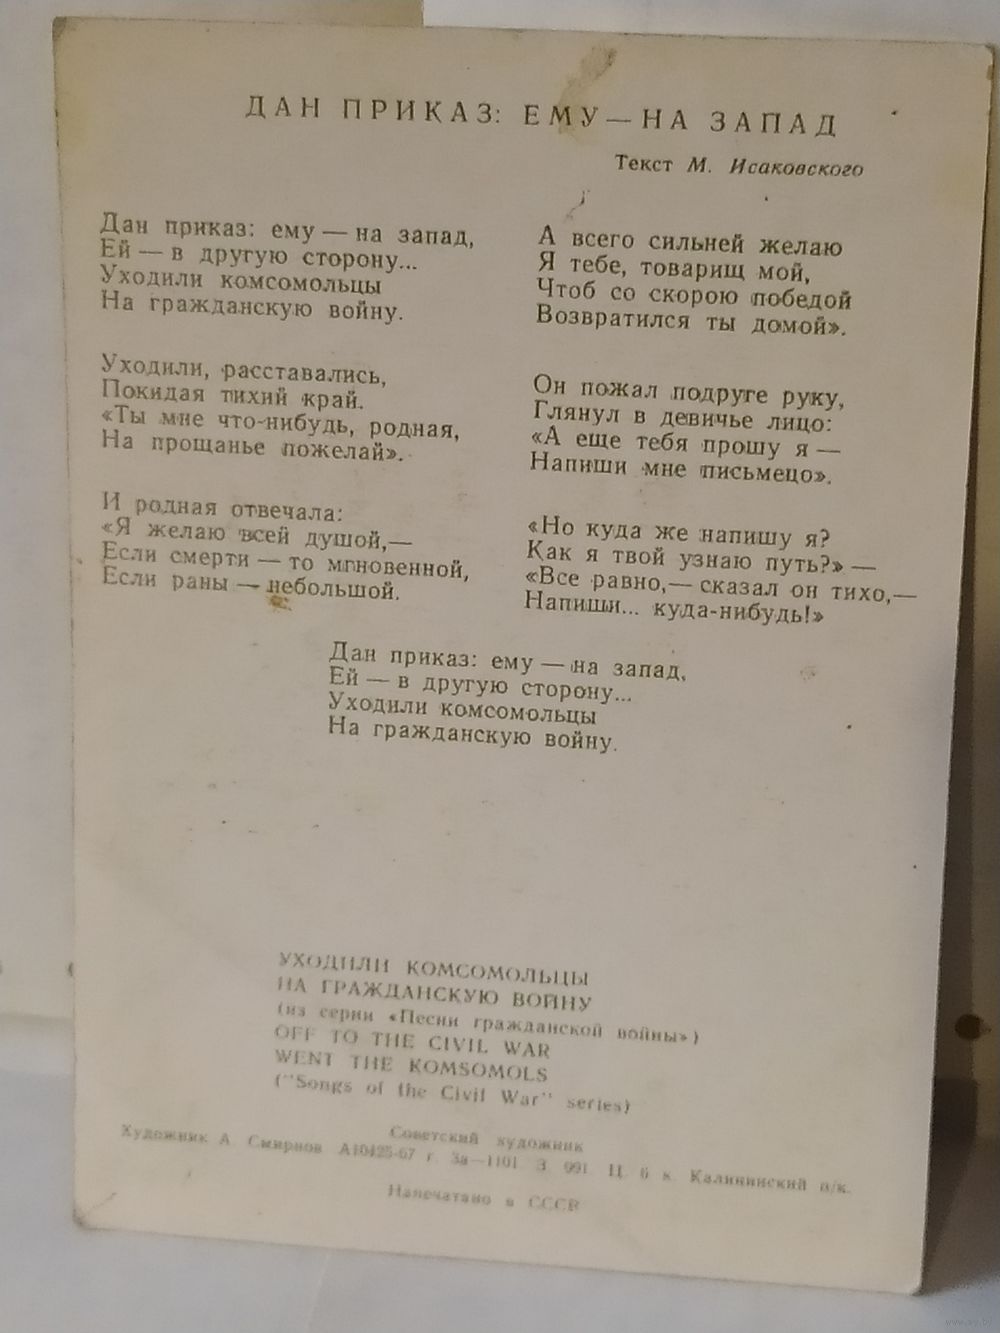 ДАН ПРИКАЗ: ЕМУ — НА ЗАПАД
Текст М. Исаковского
Дан приказ: ему — на запад,
Ей — в другую сторону...
Уходили комсомольцы
На гражданскую войну.
Уходили, расставались,
Покидая тихий край.
«Ты мне что-нибудь, родная,
На прощанье пожелай».
И родная отвечала:
«Я желаю всей душой,—
Если смерти — то мгновенной,
Если раны — небольшой.
А всего сильней желаю
Я тебе, товарищ мой,
Чтоб со скорою победой
Возвратился ты домой».
Он пожал подруге руку,
Глянул в девичье лицо:
«А еще тебя прошу я —
Напиши мне письмецо».
«Но куда же напишу я?
Как я твой узнаю путь?» —
«Все равно,— сказал он тихо,—
Напиши... куда-нибудь!»
Дан приказ: ему — на запад,
Ей — в другую сторону...
Уходили комсомольцы
На гражданскую войну.
УХОДИЛИ КОМСОМОЛЬЦЫ
НА ГРАЖДАНСКУЮ ВОЙНУ
(из серии «Песни гражданской войны»)
OFF TO THE CIVIL WAR
WENT THE KOMSOMOLS
("Songs of the Civil War" series)
Советский художник
Художник А. Смирнов А10425-67 г. За—1101 З. 991 Ц. 6 к. Калининский п/к.
Напечатано в СССР